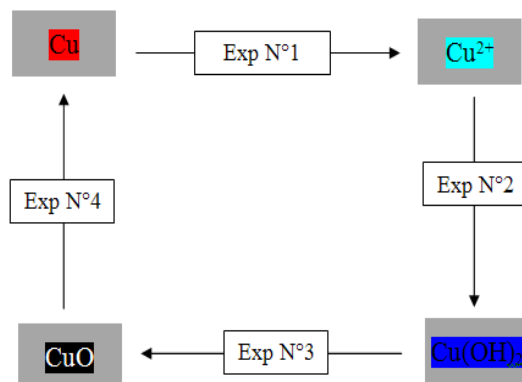 Cu
Exp N°1
Cu²⁺
Exp N°4
Exp N°2
CuO
Exp N°3
Cu(OH)₂